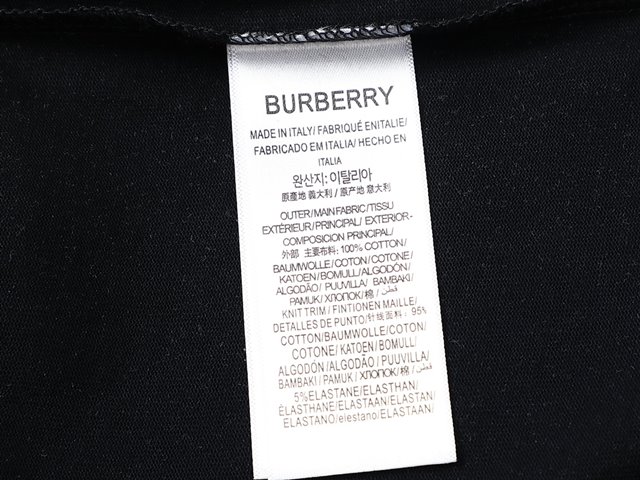 BURBERRY
MADE IN ITALY/ FABRIQUÉ ENITALIE/
FABRICADO EM ITALIA/ HECHO EN
ITALIA
완산지: 이탈리아
原產地 義大利 / 原产地 意大利
OUTER/MAIN FABRIC/TISSU
EXTÉRIEUR/PRINCIPAL/ EXTERIOR-
COMPOSICION PRINCIPAL/
外部 主要布料: 100% COTTON/
BAUMWOLLE/COTON/COTONE/
KATOEN/BOMULL/ALGODÓN/
ALGODÃO/ PUUVILLA/ BAMBAKI/
PAMUK/ХЛОПОК/棉/ قطن/
KNIT TRIM / FINTIONEN MAILLE/
DETALLES DE PUNTO/针线面料: 95%
COTTON/BAUMWOLLE/COTON/
COTONE/ KATOEN/ BOMULL/
ALGODÓN/ALGODÃO/PUUVILLA/
BAMBAKI / PAMUK / ХЛОПОК/棉/ قطن/
5%ELASTANE/ELASTHAN/
ÉLASTHANE/ELASTAAN/ELASTAN/
ELASTANO/elestano/ELASTAAN/